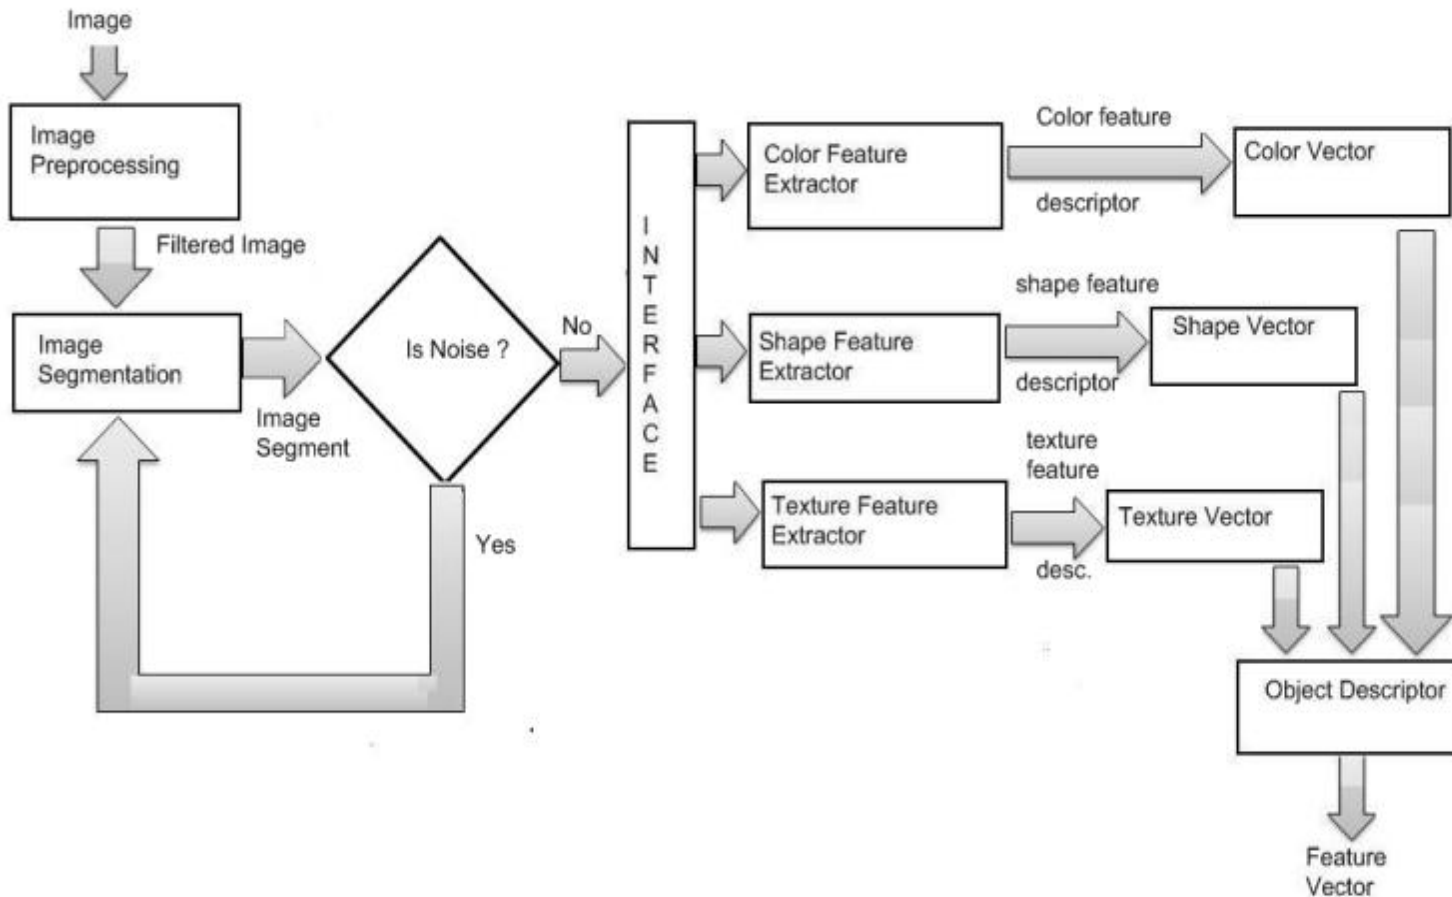 Image
Image
Preprocessing
Filtered Image
Image
Segmentation
Image
Segment
Is Noise ?
No
Yes
I
N
T
E
R
F
A
C
E
Color Feature
Extractor
Color feature
descriptor
Color Vector
Shape Feature
Extractor
shape feature
descriptor
Shape Vector
Texture Feature
Extractor
texture
feature
desc.
Texture Vector
Object Descriptor
Feature
Vector